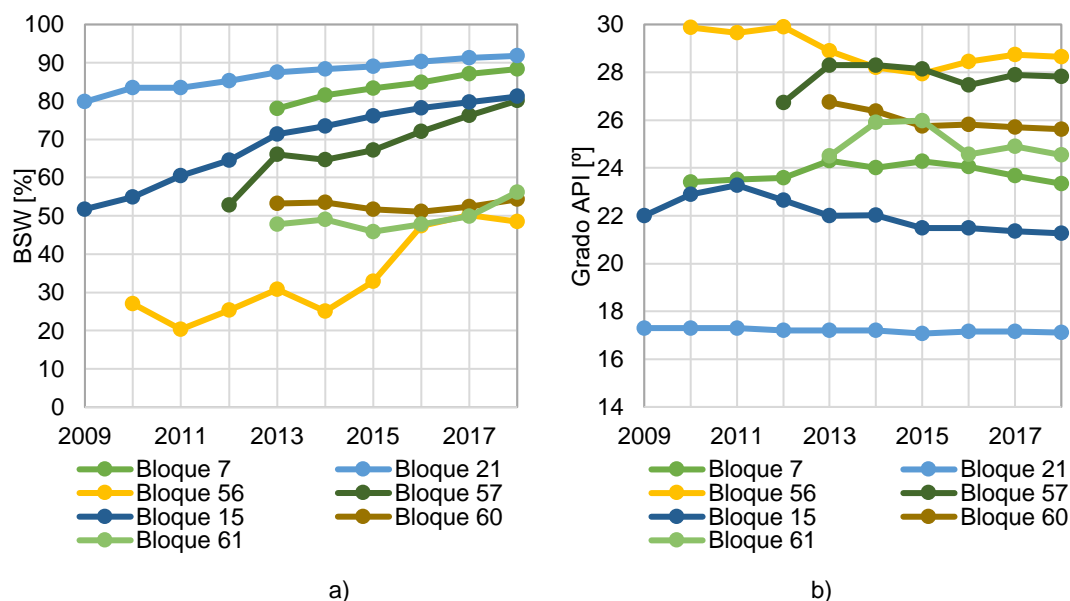 BSW [%]
100
90
80
70
60
50
40
30
20
10
0
2009 2011 2013 2015 2017
Bloque 7 Bloque 21
Bloque 56 Bloque 57
Bloque 15 Bloque 60
Bloque 61
a)
Grado API [º]
30
28
26
24
22
20
18
16
14
2009 2011 2013 2015 2017
Bloque 7 Bloque 21
Bloque 56 Bloque 57
Bloque 15 Bloque 60
Bloque 61
b)